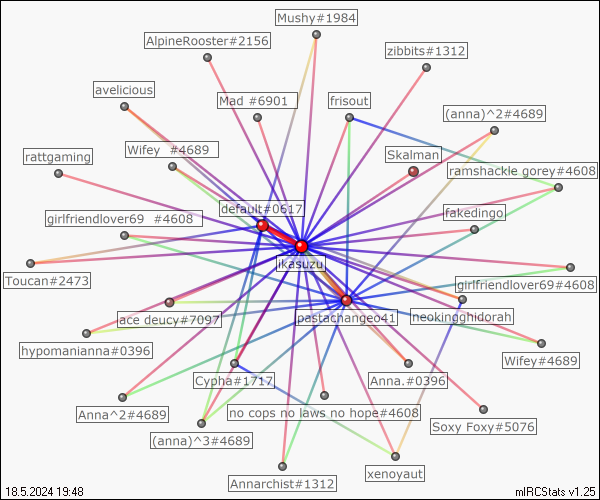 Mushy#1984
AlpineRooster#2156
zibbits#1312
avelicious
Mad #6901
frisout
(anna)^2#4689
Wifey #4689
Skalman
rattgaming
ramshackle gorey#4608
default#0617
girlfriendlover69 #4608
fakedingo
ikasuzu
Toucan#2473
girlfriendlover69#4608
ace deucy#7097
pastachangeo41
neokingghidorah
hypomanianna#0396
Wifey#4689
Cypha#1717
Anna.#0396
Anna^2#4689
no cops no laws no hope#4608
Soxy Foxy#5076
(anna)^3#4689
xenoyaut
Annarchist#1312
18.5.2024 19:48
mIRCStats v1.25